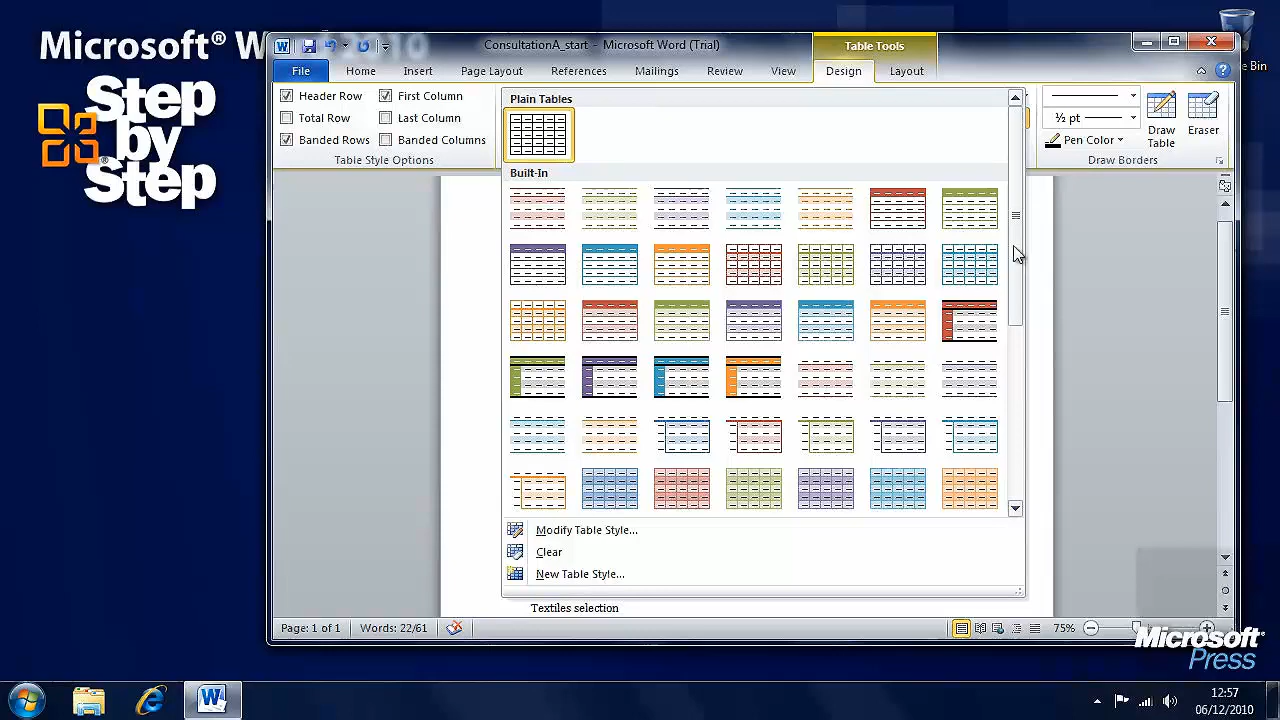 Microsoft® Word 2010
Step
by
Step
®
ConsultationA_start - Microsoft Word (Trial)
Table Tools
File
Home
Insert
Page Layout
References
Mailings
Review
View
Design
Layout
Header Row
First Column
Total Row
Last Column
Banded Rows
Banded Columns
Table Style Options
Plain Tables
Built-In
½ pt
Pen Color
Draw
Table
Eraser
Draw Borders
Modify Table Style...
Clear
New Table Style...
Textiles selection
Page: 1 of 1
Words: 22/61
75%
Microsoft®
Press
12:57
06/12/2010